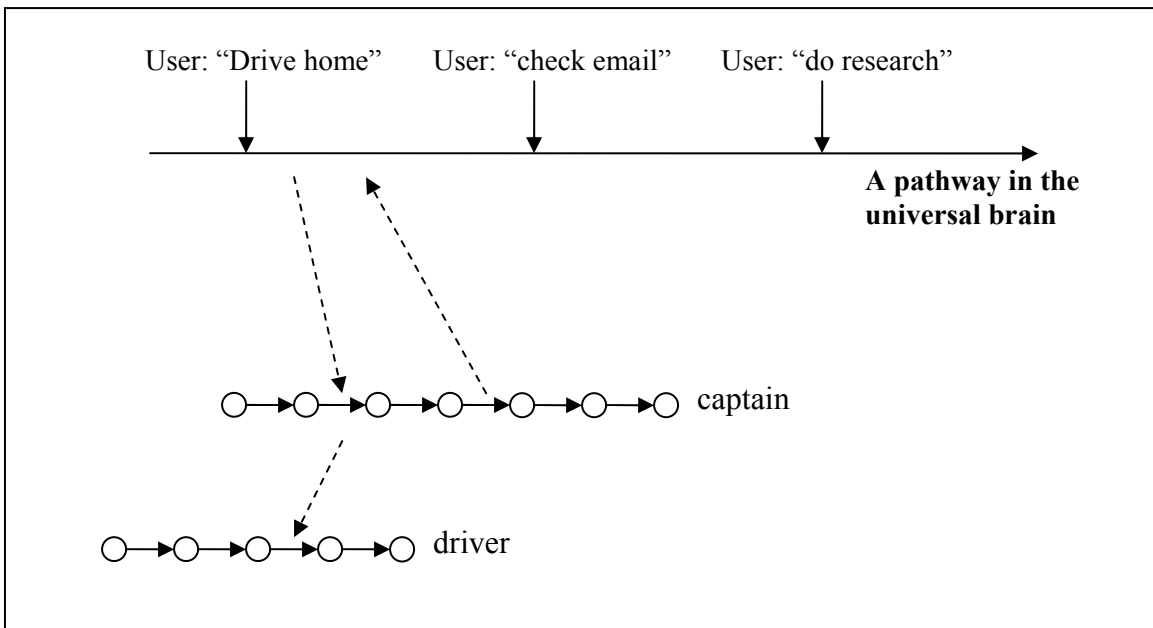 User: “Drive home” User: “check email” User: “do research”
A pathway in the
universal brain
captain
driver